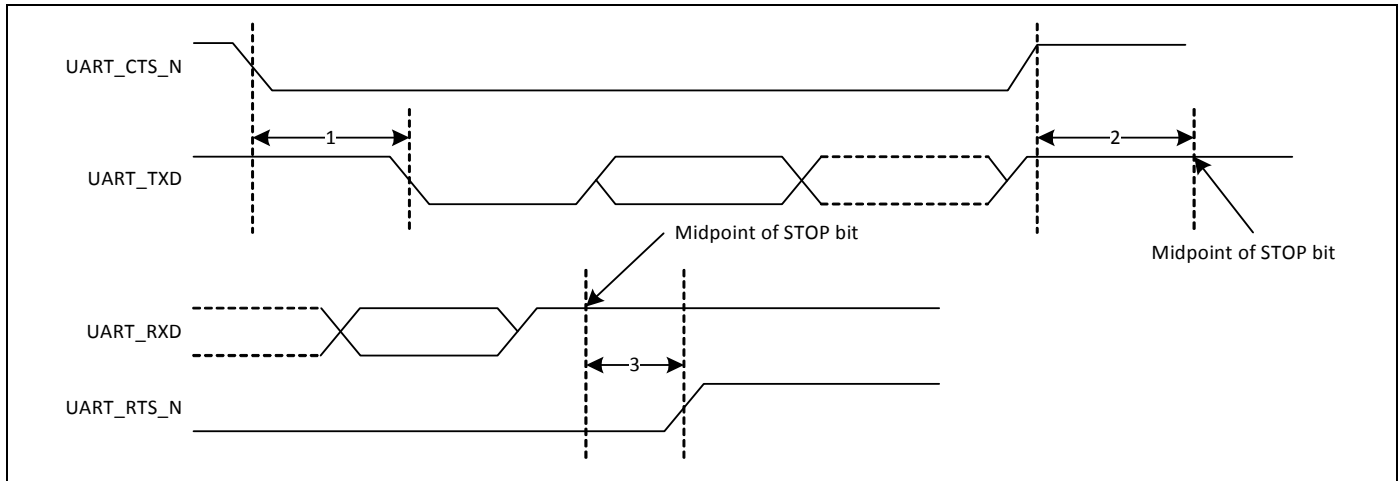 UART_CTS_N
1
2
UART_TXD
Midpoint of STOP bit
Midpoint of STOP bit
UART_RXD
3
UART_RTS_N